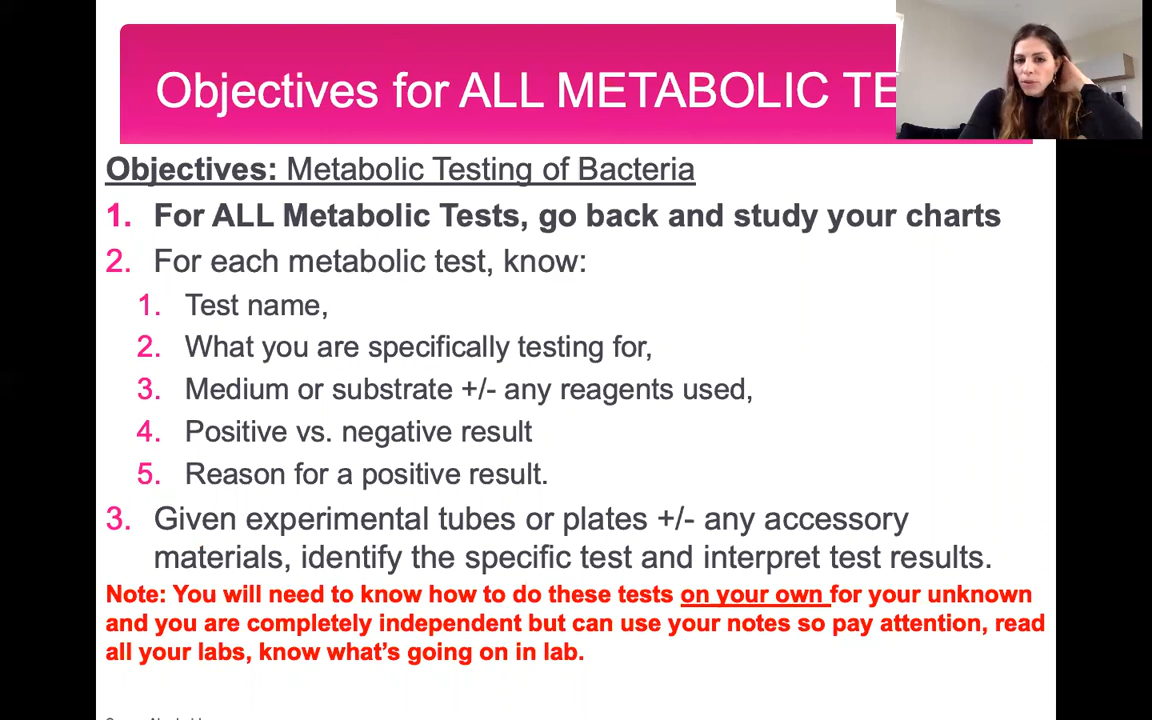 Objectives for ALL METABOLIC TE
Objectives: Metabolic Testing of Bacteria
1. For ALL Metabolic Tests, go back and study your charts
2. For each metabolic test, know:
1. Test name,
2. What you are specifically testing for,
3. Medium or substrate +/- any reagents used,
4. Positive vs. negative result
5. Reason for a positive result.
3. Given experimental tubes or plates +/- any accessory
materials, identify the specific test and interpret test results.
Note: You will need to know how to do these tests on your own for your unknown
and you are completely independent but can use your notes so pay attention, read
all your labs, know what's going on in lab.